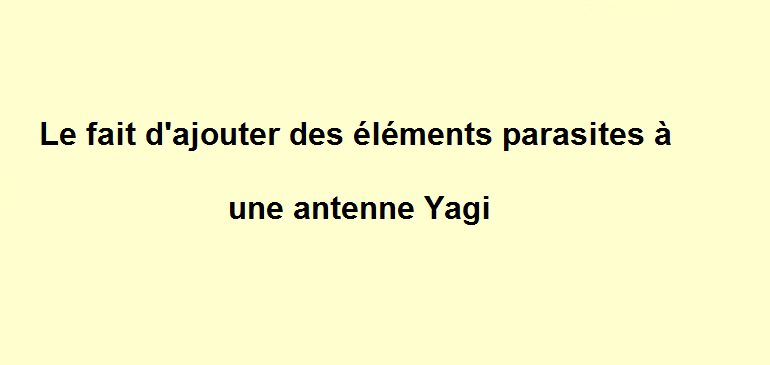 Le fait d'ajouter des éléments parasites à
une antenne Yagi